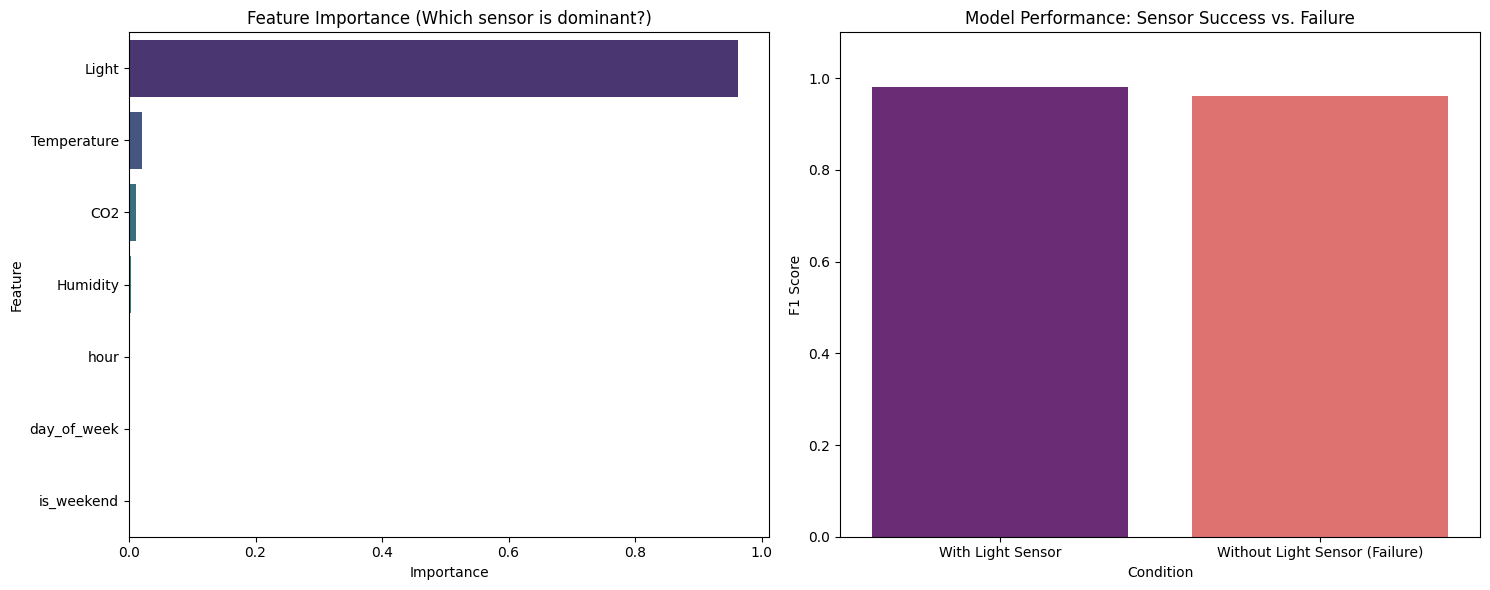 Feature Importance (Which sensor is dominant?)
Light
Temperature
CO2
Humidity
hour
day_of_week
is_weekend
Feature
0.0 0.2 0.4 0.6 0.8 1.0
Importance
Model Performance: Sensor Success vs. Failure
1.0
0.8
0.6
0.4
0.2
0.0
F1 Score
With Light Sensor Without Light Sensor (Failure)
Condition